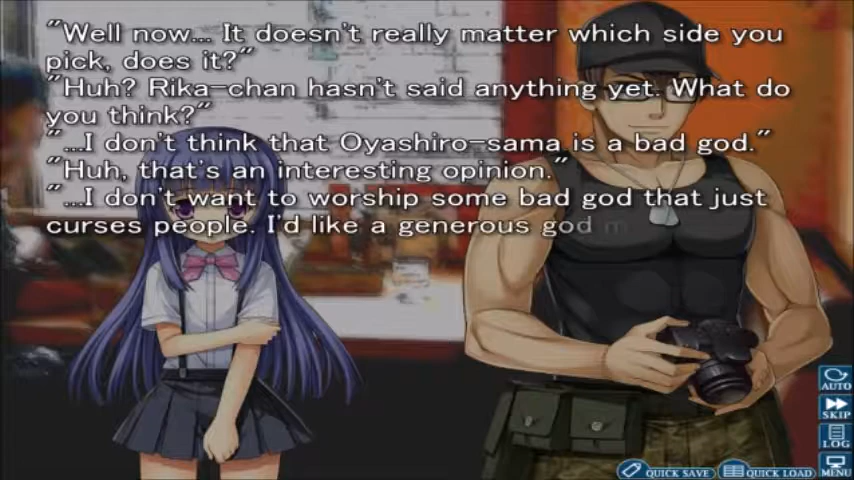 “Well now... It doesn't really matter which side you
pick, does it?”
“Huh? Rika-chan hasn't said anything yet. What do
you think?”
“...I don't think that Oyashiro-sama is a bad god.”
“Huh, that's an interesting opinion.”
“...I don't want to worship some bad god that just
curses people. I'd like a generous god m
AUTO
SKIP
LOG
MENU
QUICK SAVE
QUICK LOAD